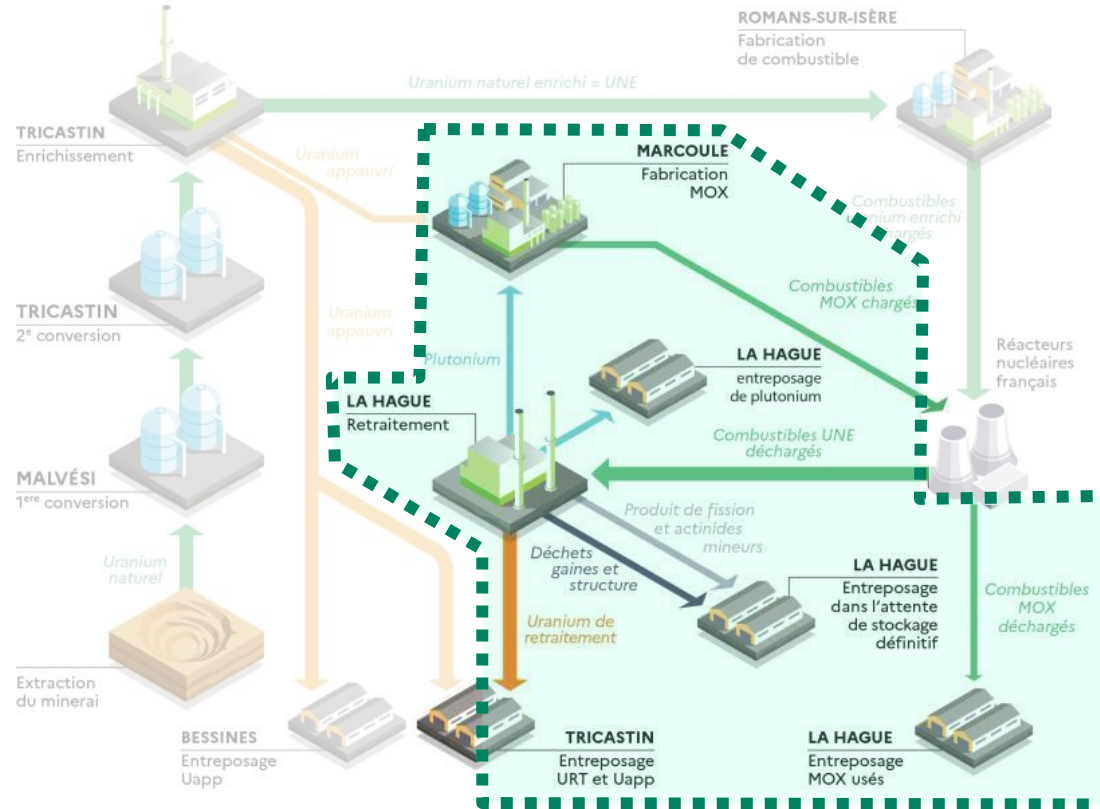 ROMANS-SUR-ISÈRE
Fabrication
de combustible
Uranium naturel enrichi = UNE
TRICASTIN
Enrichissement
Uranium
appauvri
MARCOULE
Fabrication
MOX
Combustibles
uranium enrichi
chargés
TRICASTIN
2e conversion
Uranium
appauvri
Combustibles
MOX chargés
Plutonium
LA HAGUE
entreposage
de plutonium
Réacteurs
nucléaires
français
LA HAGUE
Retraitement
Combustibles UNE
déchargés
MALVÉSI
1ere conversion
Produit de fission
et actinides
mineurs
Déchets
gaines et
structure
Uranium
naturel
LA HAGUE
Entreposage
dans l'attente
de stockage
définitif
Combustibles
MOX
déchargés
Uranium de
retraitement
Extraction
du minerai
BESSINES
Entreposage
Uapp
TRICASTIN
Entreposage
URT et Uapp
LA HAGUE
Entreposage
MOX usés